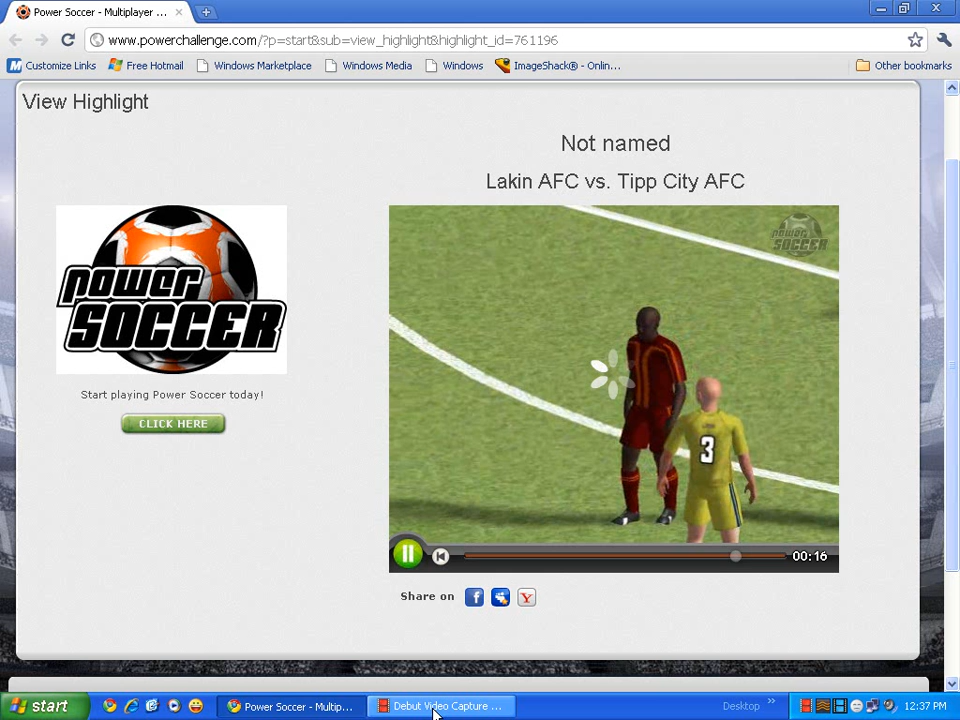 Power Soccer - Multiplayer ...
www.powerchallenge.com/?p=start&sub=view_highlight&highlight_id=761196
Customize Links
Free Hotmail
Windows Marketplace
Windows Media
Windows
ImageShack® - Onlin...
Other bookmarks
View Highlight
Not named
Lakin AFC vs. Tipp City AFC
POWER SOCCER
power SOCCER
3
Start playing Power Soccer today!
CLICK HERE
00:16
Share on
start
Power Soccer - Multip...
Debut Video Capture ...
Desktop
12:37 PM